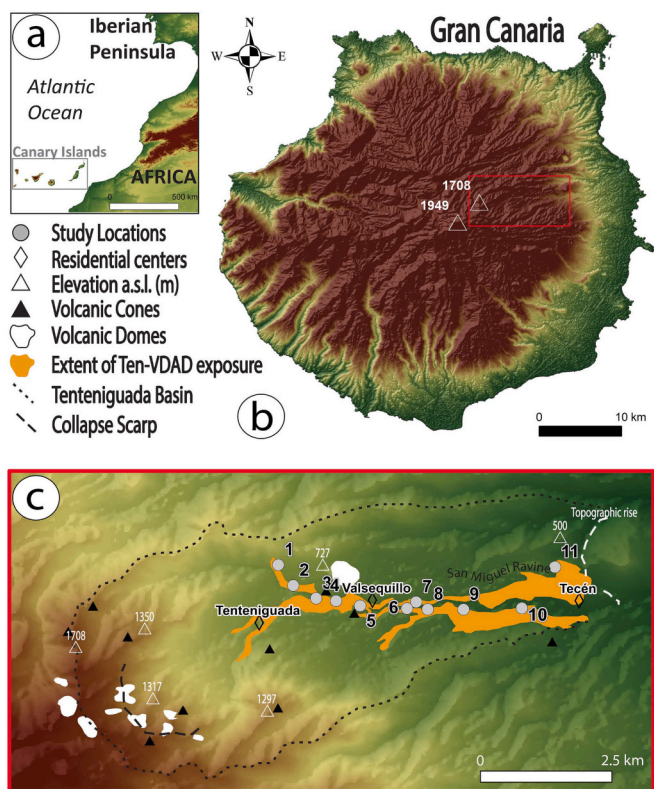 a
Iberian
Peninsula
Atlantic
Ocean
Canary Islands
AFRICA
0 500 km
N
W E
S
Gran Canaria
1708
1949
Study Locations
Residential centers
Elevation a.s.l. (m)
Volcanic Cones
Volcanic Domes
Extent of Ten-VDAD exposure
Tenteniguada Basin
Collapse Scarp
b
0 10 km
c
Topographic rise
500
1
727
San Miguel Ravine
11
2
3
4
Valsequillo
7
8
9
Tecén
Tenteniguada
5
6
10
1350
1708
1317
1297
0 2.5 km